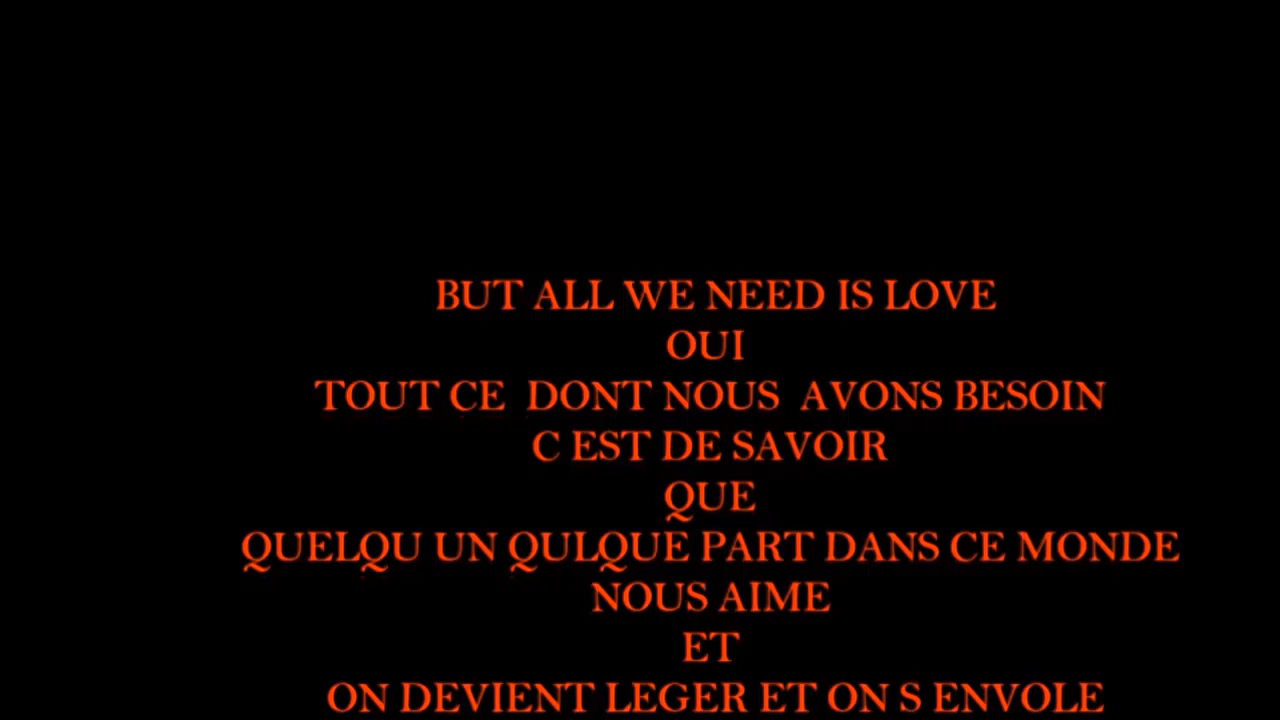 BUT ALL WE NEED IS LOVE
OUI
TOUT CE DONT NOUS AVONS BESOIN
C EST DE SAVOIR
QUE
QUELQU UN QULQUE PART DANS CE MONDE
NOUS AIME
ET
ON DEVIENT LEGER ET ON S ENVOLE